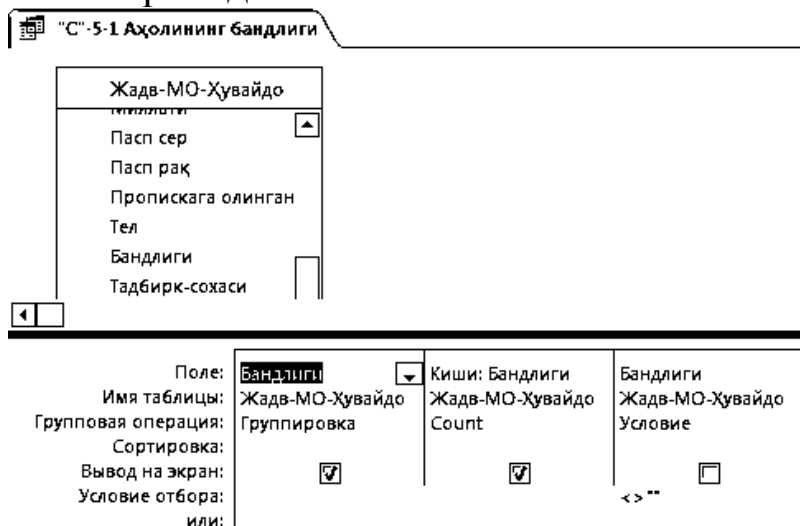 "С"-5-1 Аҳолининг бандлиги
Жадв-МО-Ҳувайдо
Пасп сер
Пасп рақ
Прописκага олинган
Тел
Бандлиги
Тадбирк-сохаси
Поле: Бандлиги Киши: Бандлиги Бандлиги
Имя таблицы: Жадв-МО-Ҳувайдо Жадв-МО-Ҳувайдо Жадв-МО-Ҳувайдо
Групповая операция: Группировка Count Условие
Сортировка:
Вывод на экран:
Условие отбора: <>""
или: